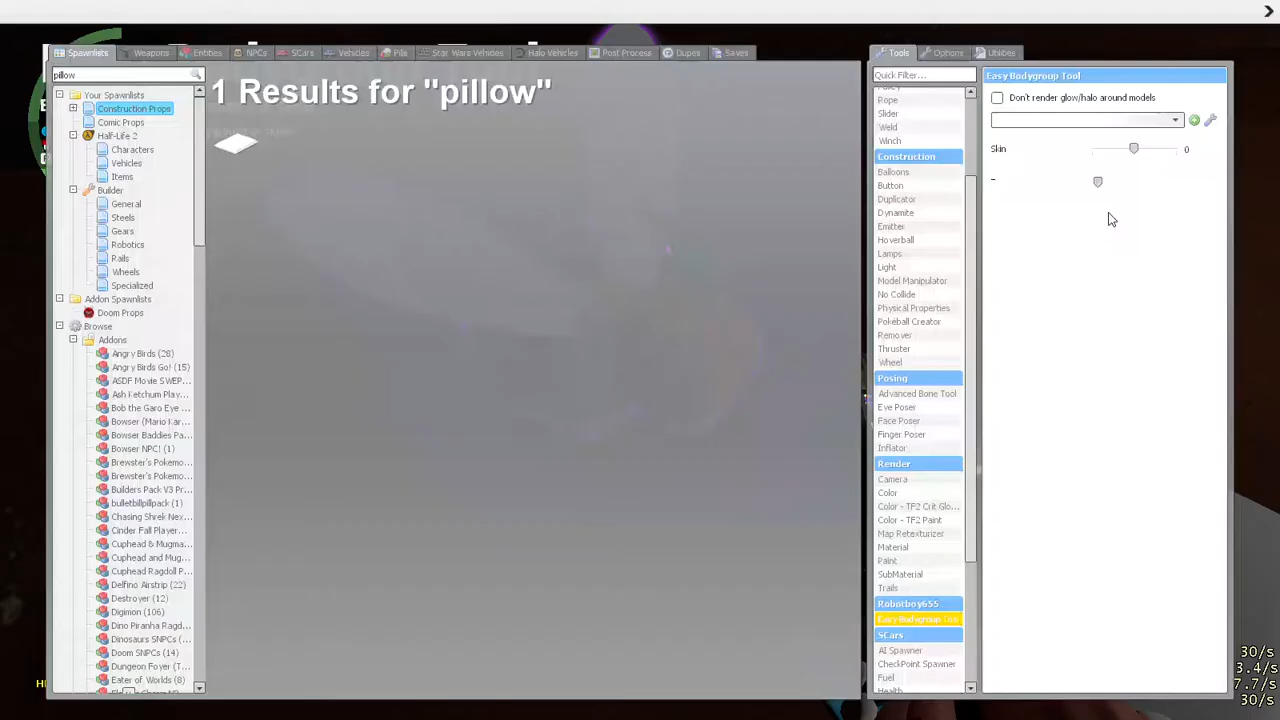 Spawnlists
Weapons
Entities
NPCs
SCars
Vehicles
Pills
Star Wars Vehicles
Halo Vehicles
Post Process
Dupes
Saves
pillow
1 Results for "pillow"
Your Spawnlists
Construction Props
Comic Props
Half-Life 2
Characters
Vehicles
Items
Builder
General
Steels
Gears
Robotics
Rails
Wheels
Specialized
Addon Spawnlists
Doom Props
Browse
Addons
Angry Birds (28)
Angry Birds Go! (15)
ASDF Movie SWEP...
Ash Ketchum Play...
Bob the Garo Eye ...
Bowser (Mario Kar...
Bowser Baddies Pa...
Bowser NPC! (1)
Brewster's Pokemo...
Brewster's Pokemo...
Builders Pack V3 Pr...
bulletbillpillpack (1)
Chasing Shrek Nex...
Cinder Fall Player...
Cuphead & Mugma...
Cuphead and Mug...
Cuphead Ragdoll P...
Delfino Airstrip (22)
Destroyer (12)
Digimon (106)
Dino Piranha Ragd...
Dinosaurs SNPCs (...
Doom SNPCs (14)
Dungeon Foyer (T...
Eater of Worlds (8)
Tools
Options
Utilities
Quick Filter...
Rope
Slider
Weld
Winch
Construction
Balloons
Button
Duplicator
Dynamite
Emitter
Hoverball
Lamps
Light
Model Manipulator
No Collide
Physical Properties
Pokéball Creator
Remover
Thruster
Wheel
Posing
Advanced Bone Tool
Eye Poser
Face Poser
Finger Poser
Inflator
Render
Camera
Color
Color - TF2 Crit Glo...
Color - TF2 Paint
Map Retexturizer
Material
Paint
SubMaterial
Trails
Robotboy655
Easy Bodygroup Tool
SCars
AI Spawner
CheckPoint Spawner
Fuel
Health
Easy Bodygroup Tool
Don't render glow/halo around models
Skin
0
-
30/s
3.4/s
7.7/s
30/s